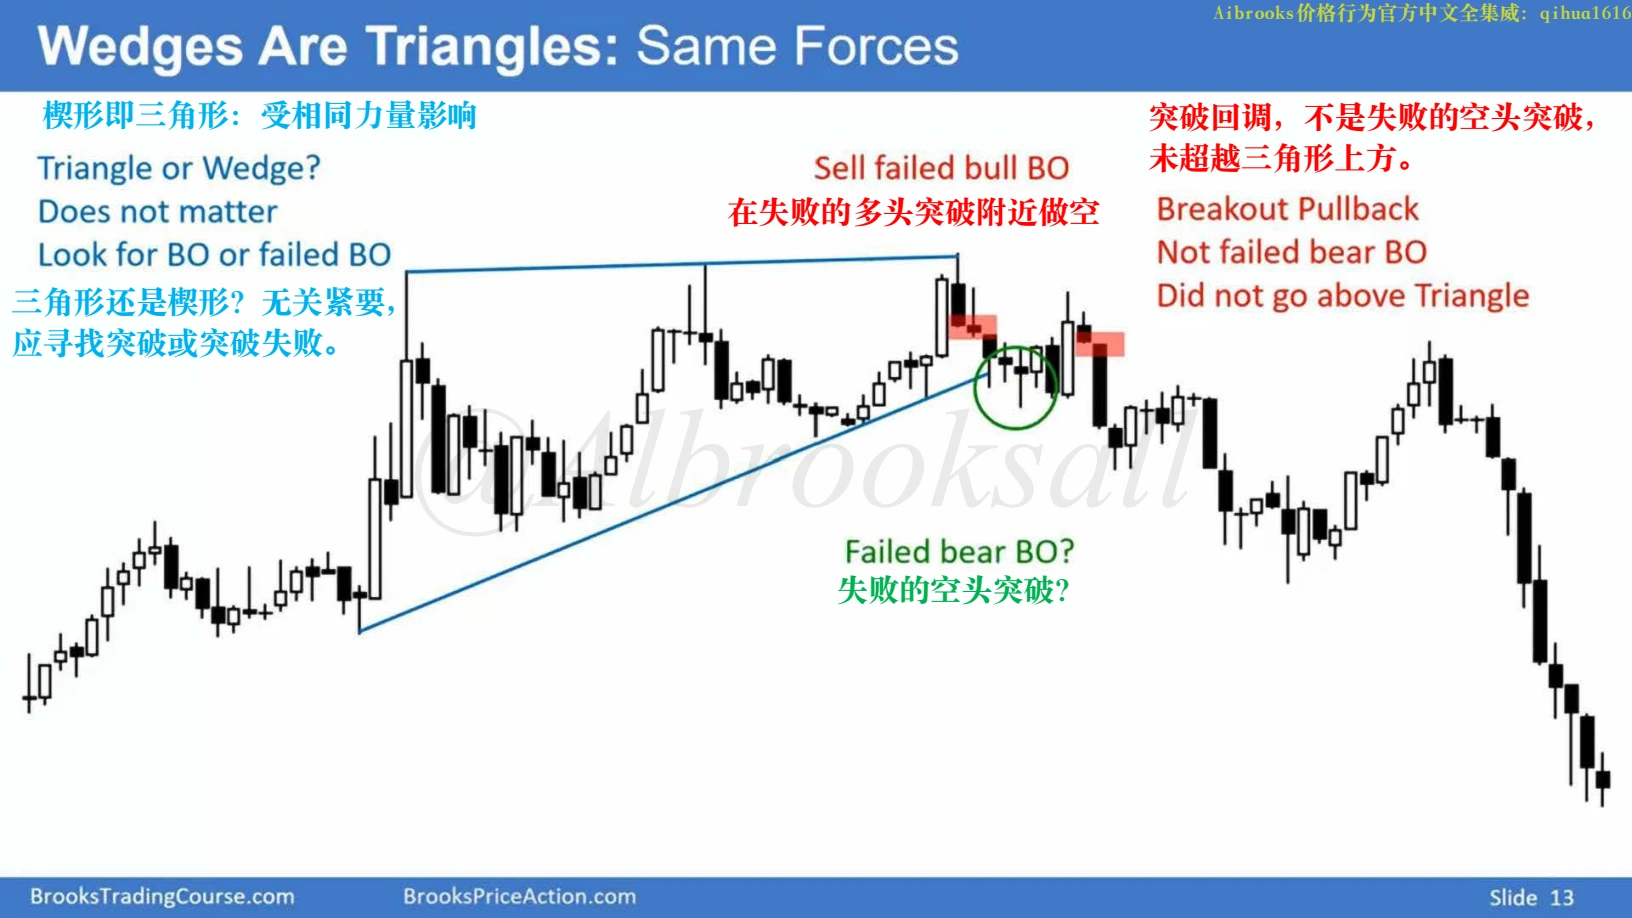 Aibrooks价格行为官方中文全集威：qihua1616
Wedges Are Triangles: Same Forces
楔形即三角形：受相同力量影响
Triangle or Wedge?
Does not matter
Look for BO or failed BO
三角形还是楔形？无关紧要，
应寻找突破或突破失败。
Sell failed bull BO
在失败的多头突破附近做空
突破回调，不是失败的空头突破，
未超越三角形上方。
Breakout Pullback
Not failed bear BO
Did not go above Triangle
@Albrooksall
Failed bear BO?
失败的空头突破？
BrooksTradingCourse.com
BrooksPriceAction.com
Slide 13